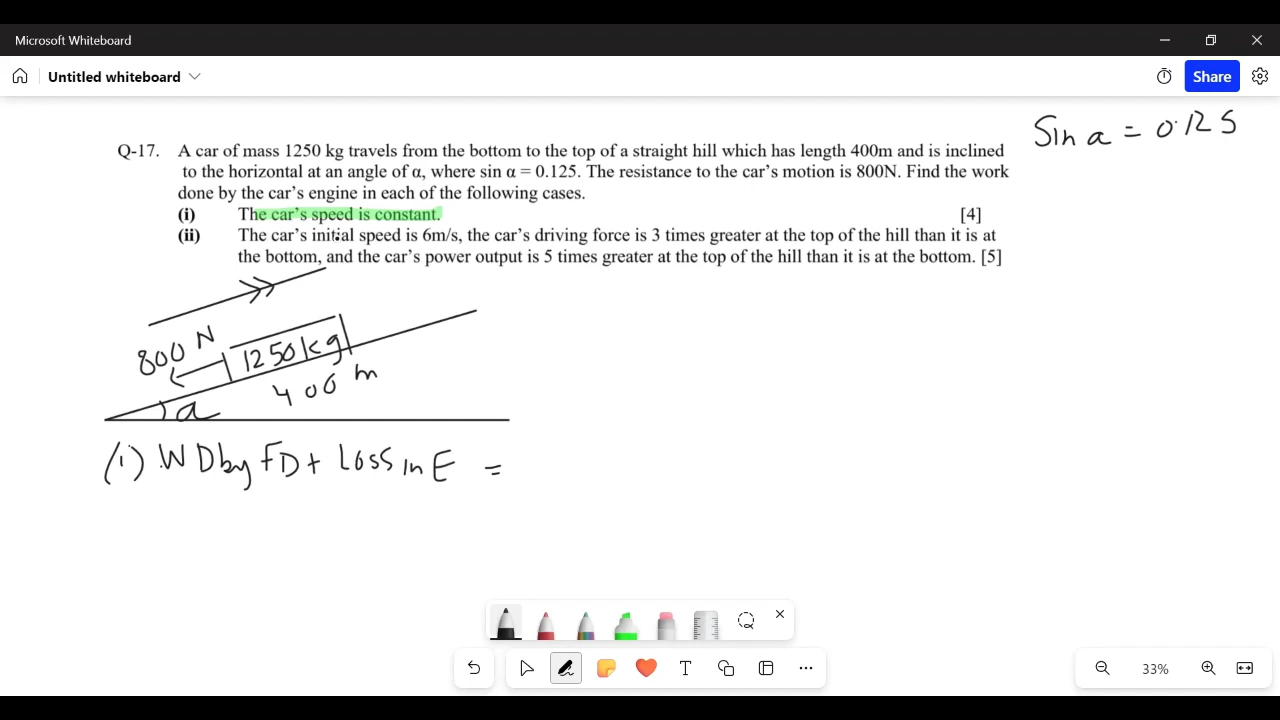 Microsoft Whiteboard
Untitled whiteboard
Share
Sin a = 0.125
Q-17. A car of mass 1250 kg travels from the bottom to the top of a straight hill which has length 400m and is inclined
to the horizontal at an angle of α, where sin α = 0.125. The resistance to the car's motion is 800N. Find the work
done by the car's engine in each of the following cases.
(i) The car's speed is constant. [4]
(ii) The car's initial speed is 6m/s, the car's driving force is 3 times greater at the top of the hill than it is at
the bottom, and the car's power output is 5 times greater at the top of the hill than it is at the bottom. [5]
800 N
1250kg
400 m
a
(i) WD by FD + Loss in E =
T
33%